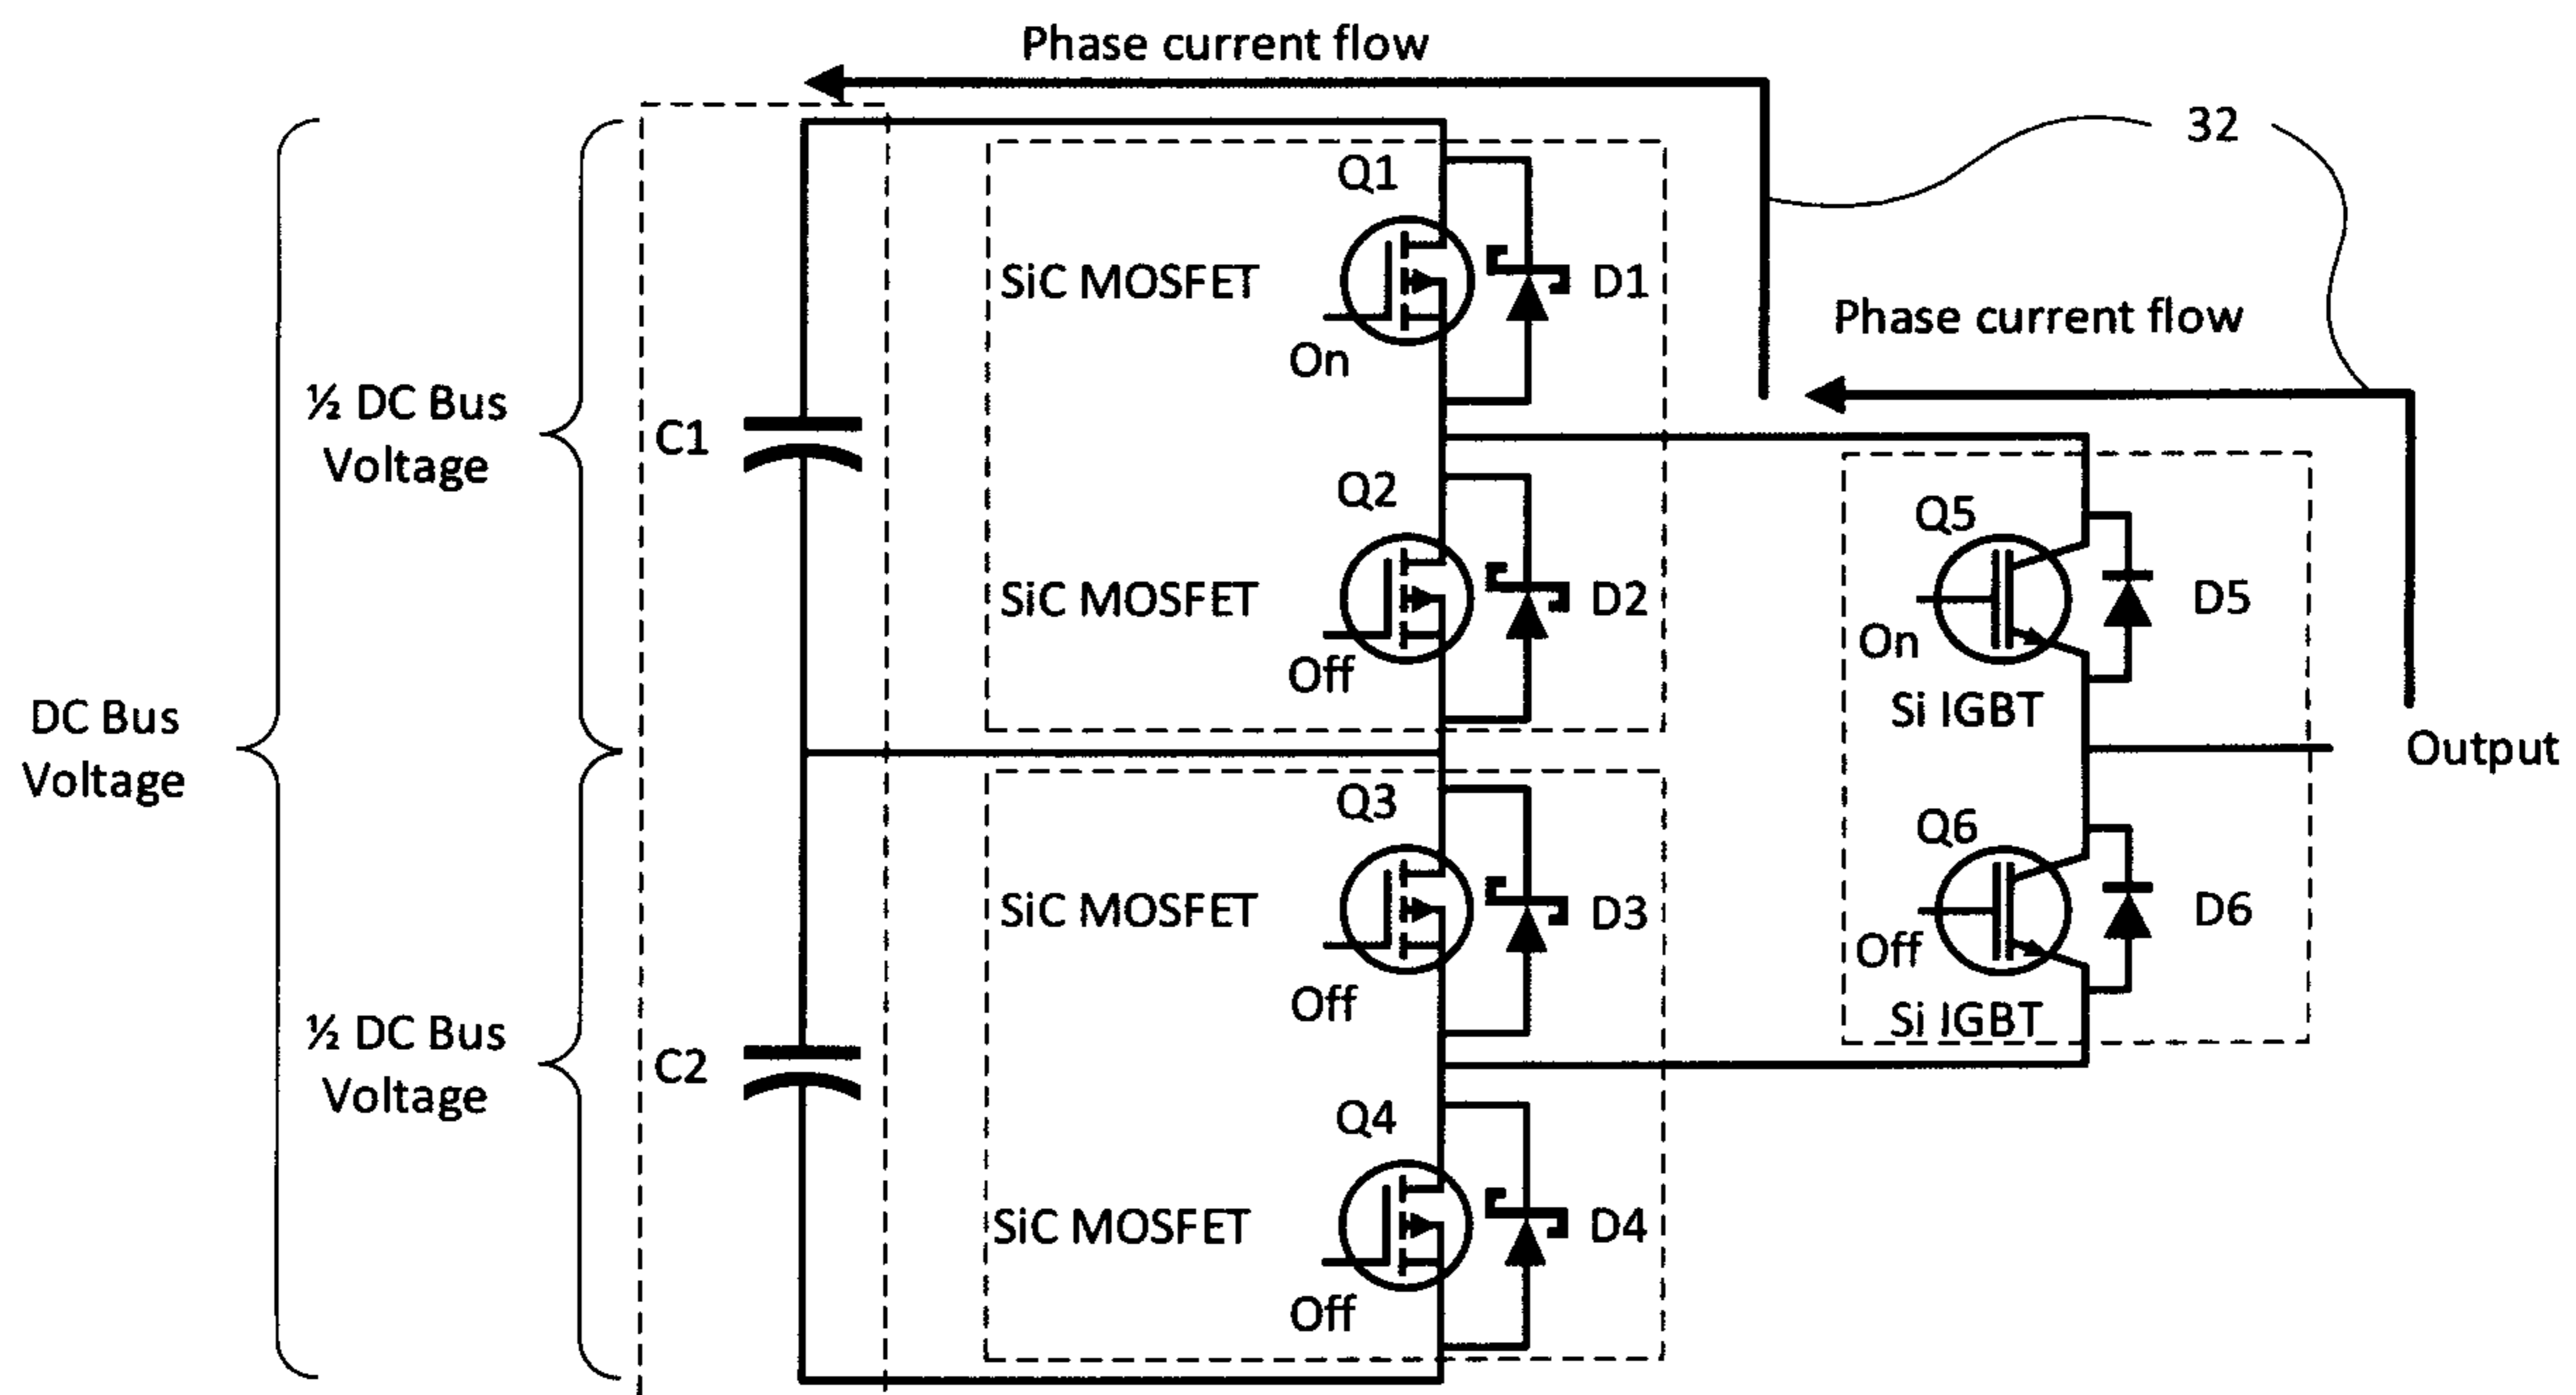 Phase current flow
32
Q1
SiC MOSFET
D1
On
Phase current flow
½ DC Bus
Voltage
C1
Q2
SiC MOSFET
D2
Off
Q5
D5
On
Si IGBT
DC Bus
Voltage
Output
Q3
SiC MOSFET
D3
Off
Q6
D6
Off
Si IGBT
½ DC Bus
Voltage
C2
Q4
SiC MOSFET
D4
Off